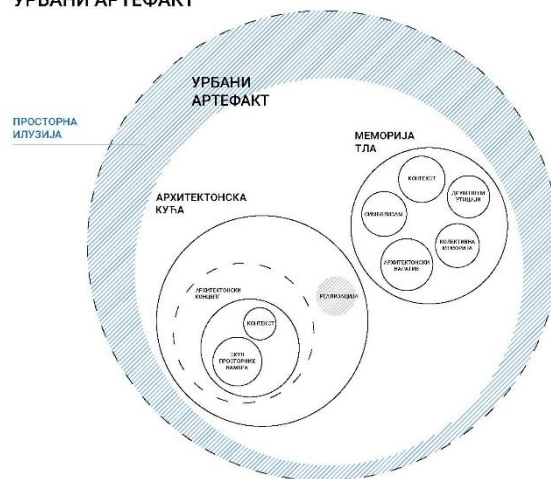 УРБАНИ АРТЕФАКТ
УРБАНИ
АРТЕФАКТ
ПРОСТОРНА
ИЛУЗИЈА
МЕМОРИЈА
ТЛА
КОНТЕКСТ
ДРУШТВЕНИ
УТИЦАЈИ
СИМБОЛИЗАМ
КОЛЕКТИВНА
МЕМОРИЈА
АРХИТЕКТОНСКИ
НАРАТИВ
АРХИТЕКТОНСКА
КУЋА
АРХИТЕКТОНСКИ
КОНЦЕПТ
РЕАЛИЗАЦИЈА
КОНТЕКСТ
СКУП
ПРОСТОРНИХ
НАМЕРА